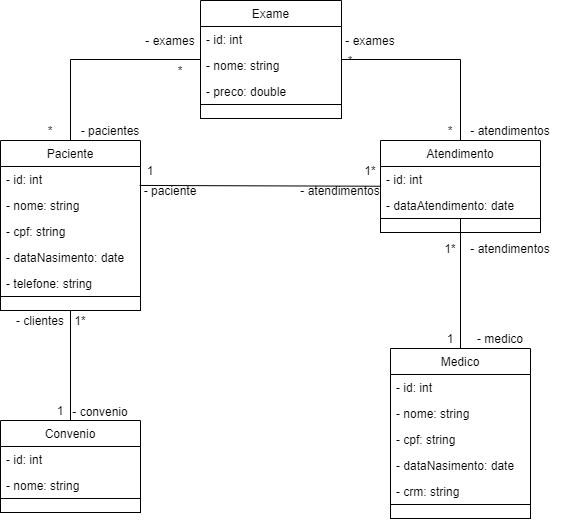 Exame
- id: int
- nome: string
- preco: double
- exames
*
- exames
*
*
- pacientes
*
- atendimentos
Paciente
- id: int
- nome: string
- cpf: string
- dataNasimento: date
- telefone: string
1
- paciente
1*
- atendimentos
Atendimento
- id: int
- dataAtendimento: date
1*
- atendimentos
- clientes
1*
1
- medico
Medico
- id: int
- nome: string
- cpf: string
- dataNasimento: date
- crm: string
1
- convenio
Convenio
- id: int
- nome: string